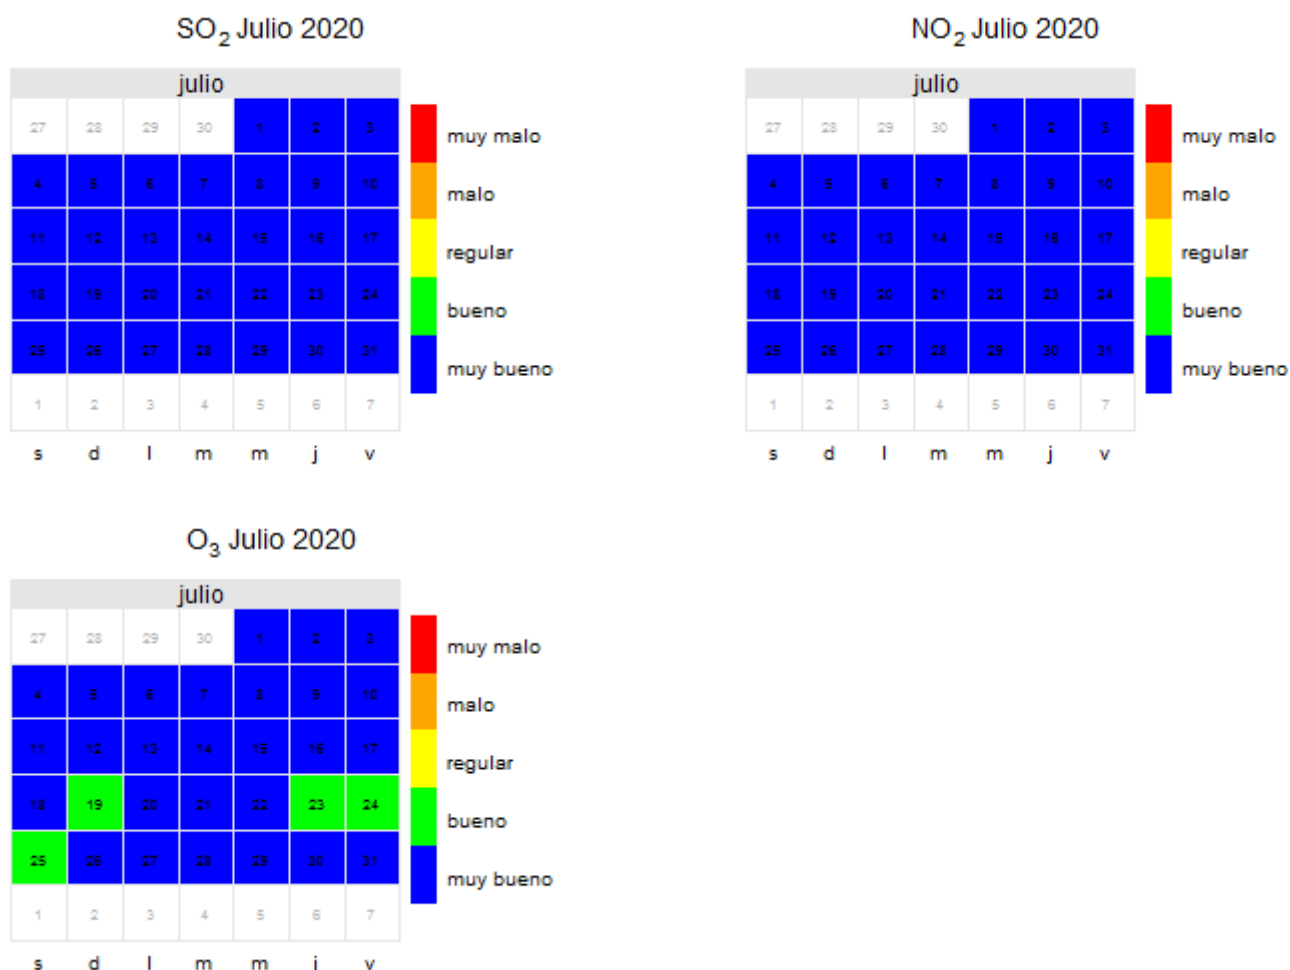 SO2 Julio 2020
julio
27 28 29 30 1 2 3
4 5 6 7 8 9 10
11 12 13 14 15 16 17
18 19 20 21 22 23 24
25 26 27 28 29 30 31
1 2 3 4 5 6 7
s d l m m j v
muy malo
malo
regular
bueno
muy bueno
NO2 Julio 2020
julio
27 28 29 30 1 2 3
4 5 6 7 8 9 10
11 12 13 14 15 16 17
18 19 20 21 22 23 24
25 26 27 28 29 30 31
1 2 3 4 5 6 7
s d l m m j v
muy malo
malo
regular
bueno
muy bueno
O3 Julio 2020
julio
27 28 29 30 1 2 3
4 5 6 7 8 9 10
11 12 13 14 15 16 17
18 19 20 21 22 23 24
25 26 27 28 29 30 31
1 2 3 4 5 6 7
s d l m m j v
muy malo
malo
regular
bueno
muy bueno